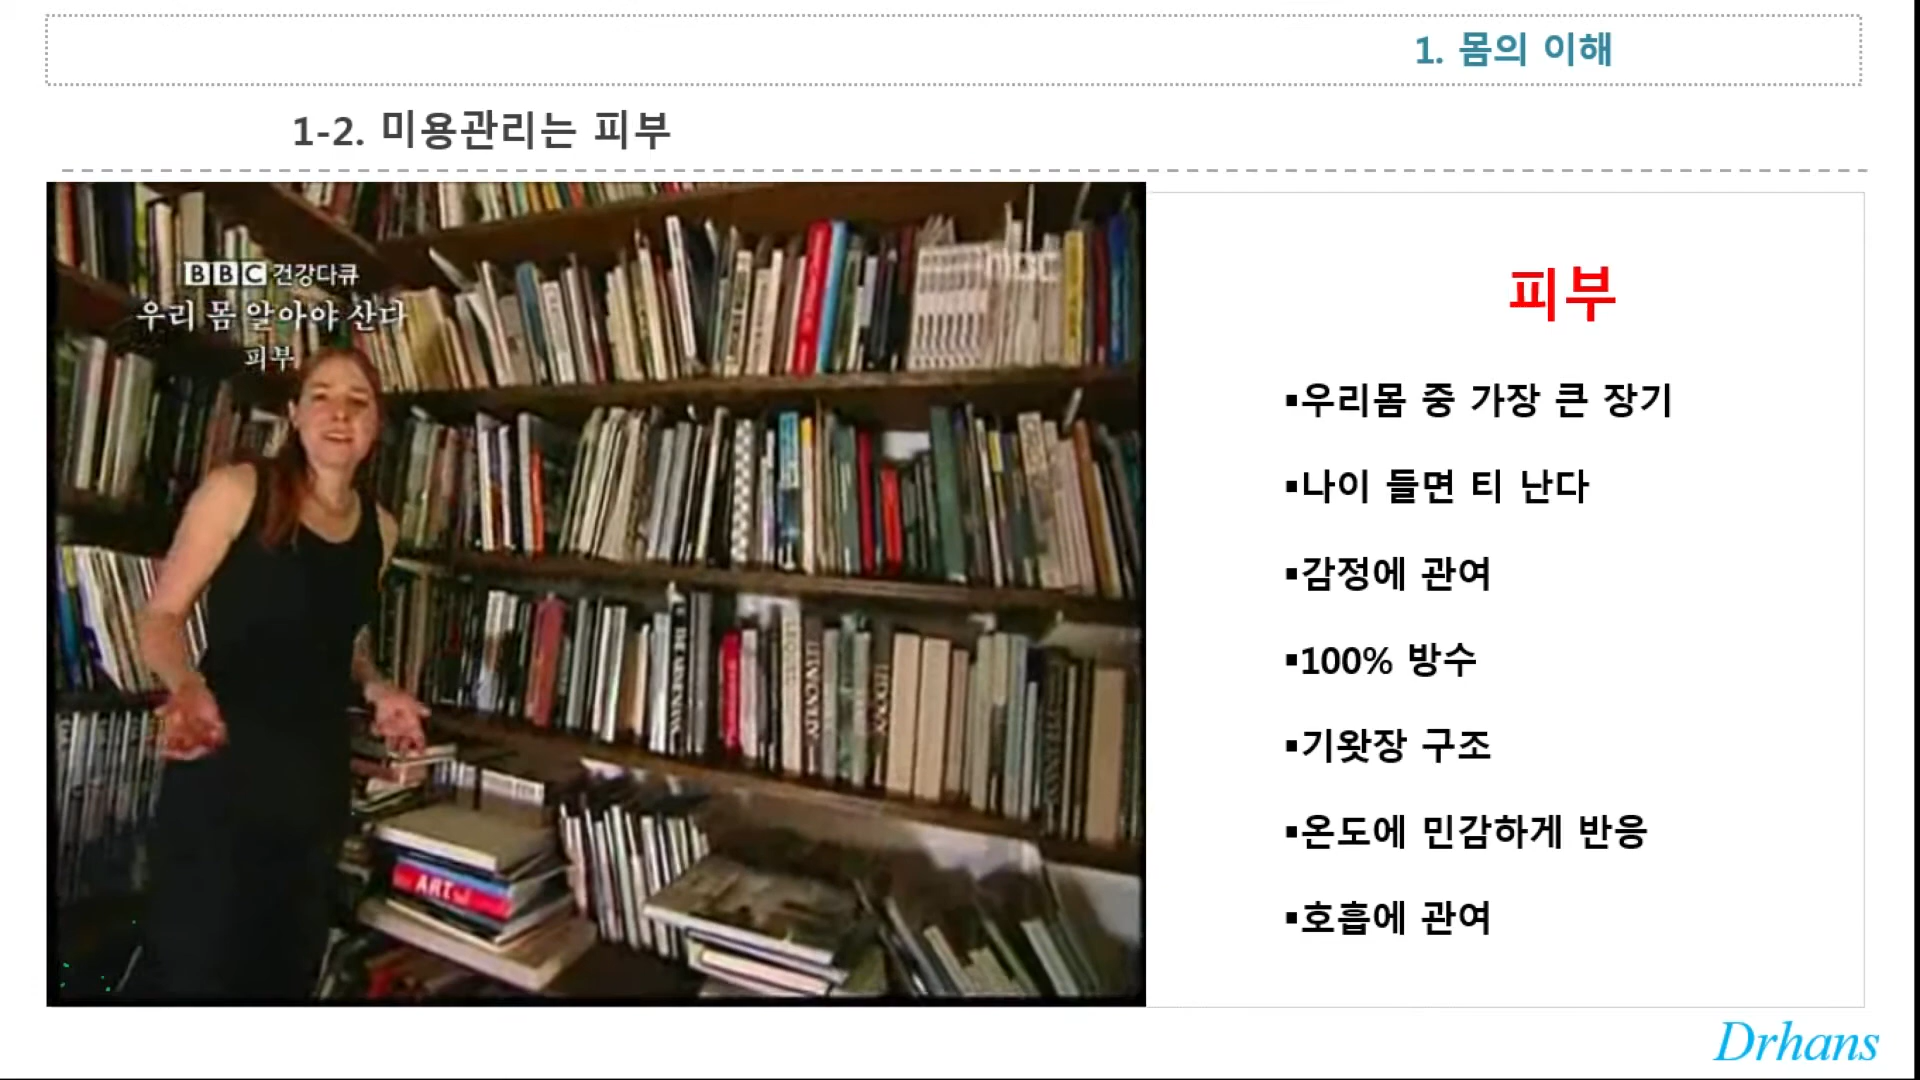 1. 몸의 이해
1-2. 미용관리는 피부
BBC 건강다큐
우리 몸 알아야 산다
피부
ART
피부
▪우리몸 중 가장 큰 장기
▪나이 들면 티 난다
▪감정에 관여
▪100% 방수
▪기왓장 구조
▪온도에 민감하게 반응
▪호흡에 관여
Drhans